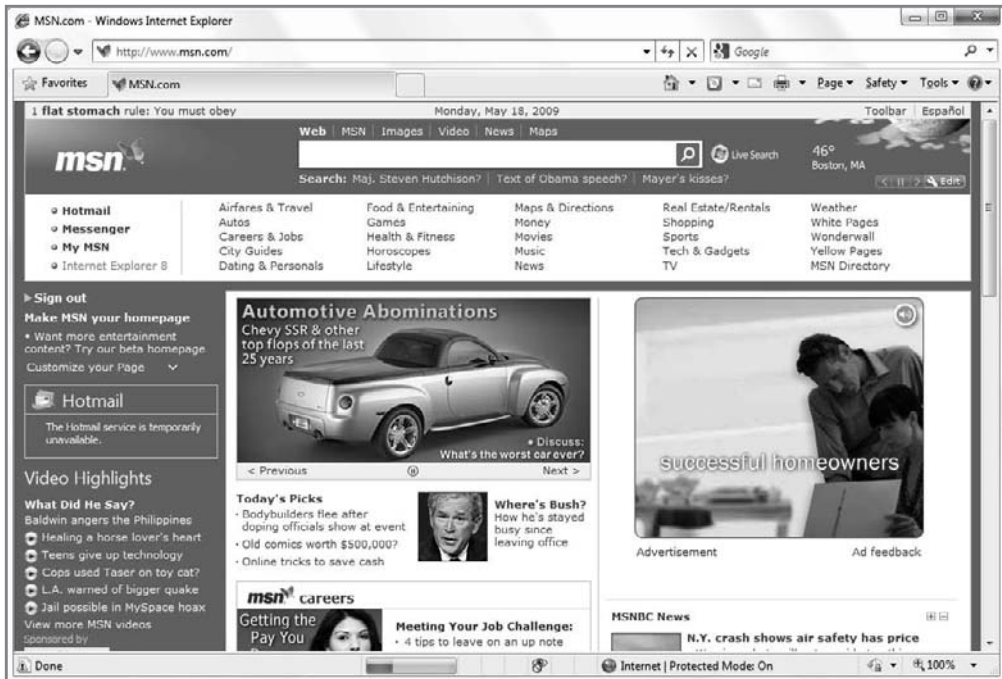 MSN.com - Windows Internet Explorer
http://www.msn.com/
Google
Favorites
MSN.com
Page
Safety
Tools
1 flat stomach rule: You must obey
Monday, May 18, 2009
Toolbar
Español
Web
MSN
Images
Video
News
Maps
msn
Live Search
46°
Boston, MA
Search: Maj. Steven Hutchison? | Text of Obama speech? | Mayer's kisses?
Edit
Hotmail
Messenger
My MSN
Internet Explorer 8
Airfares & Travel
Autos
Careers & Jobs
City Guides
Dating & Personals
Food & Entertaining
Games
Health & Fitness
Horoscopes
Lifestyle
Maps & Directions
Money
Movies
Music
News
Real Estate/Rentals
Shopping
Sports
Tech & Gadgets
TV
Weather
White Pages
Wonderwall
Yellow Pages
MSN Directory
Sign out
Make MSN your homepage
• Want more entertainment
content? Try our beta homepage
Customize your Page
Hotmail
The Hotmail service is temporarily
unavailable.
Video Highlights
What Did He Say?
Baldwin angers the Philippines
Healing a horse lover's heart
Teens give up technology
Cops used Taser on toy cat?
L.A. warned of bigger quake
Jail possible in MySpace hoax
View more MSN videos
Sponsored by
Automotive Abominations
Chevy SSR & other
top flops of the last
25 years
• Discuss:
What's the worst car ever?
< Previous
Next >
Today's Picks
· Bodybuilders flee after
doping officials show at event
· Old comics worth $500,000?
· Online tricks to save cash
Where's Bush?
How he's stayed
busy since
leaving office
msn careers
Getting the
Pay You
Meeting Your Job Challenge:
· 4 tips to leave on an up note
successful homeowners
Advertisement
Ad feedback
MSNBC News
N.Y. crash shows air safety has price
Done
Internet | Protected Mode: On
100%